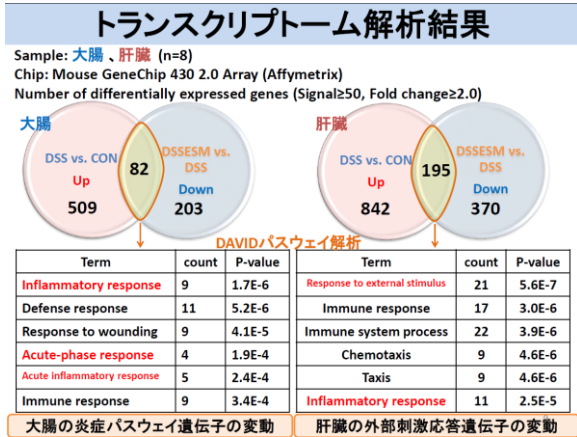 トランスクリプトーム解析結果
Sample: 大腸 、肝臓 (n=8)
Chip: Mouse GeneChip 430 2.0 Array (Affymetrix)
Number of differentially expressed genes (Signal≥50, Fold change≥2.0)
大腸
DSS vs. CON
Up
509
82
DSSESM vs.
DSS
Down
203
肝臓
DSS vs. CON
Up
842
195
DSSESM vs.
DSS
Down
370
DAVIDパスウェイ解析
Term count P-value
Inflammatory response 9 1.7E-6
Defense response 11 5.2E-6
Response to wounding 9 4.1E-5
Acute-phase response 4 1.9E-4
Acute inflammatory response 5 2.4E-4
Immune response 9 3.4E-4
大腸の炎症パスウェイ遺伝子の変動
Term count P-value
Response to external stimulus 21 5.6E-7
Immune response 17 3.0E-6
Immune system process 22 3.9E-6
Chemotaxis 9 4.6E-6
Taxis 9 4.6E-6
Inflammatory response 11 2.5E-5
肝臓の外部刺激応答遺伝子の変動